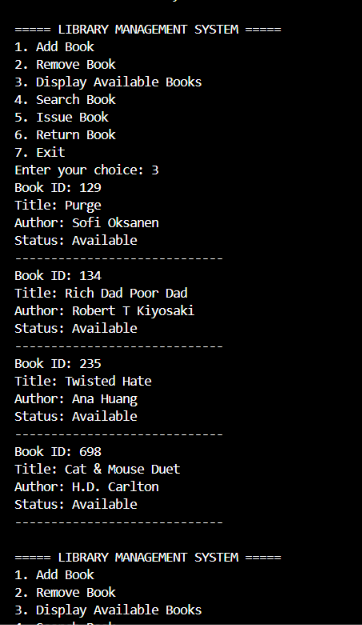 ===== LIBRARY MANAGEMENT SYSTEM =====
1. Add Book
2. Remove Book
3. Display Available Books
4. Search Book
5. Issue Book
6. Return Book
7. Exit
Enter your choice: 3
Book ID: 129
Title: Purge
Author: Sofi Oksanen
Status: Available
-----------------------------
Book ID: 134
Title: Rich Dad Poor Dad
Author: Robert T Kiyosaki
Status: Available
-----------------------------
Book ID: 235
Title: Twisted Hate
Author: Ana Huang
Status: Available
-----------------------------
Book ID: 698
Title: Cat & Mouse Duet
Author: H.D. Carlton
Status: Available
-----------------------------
===== LIBRARY MANAGEMENT SYSTEM =====
1. Add Book
2. Remove Book
3. Display Available Books